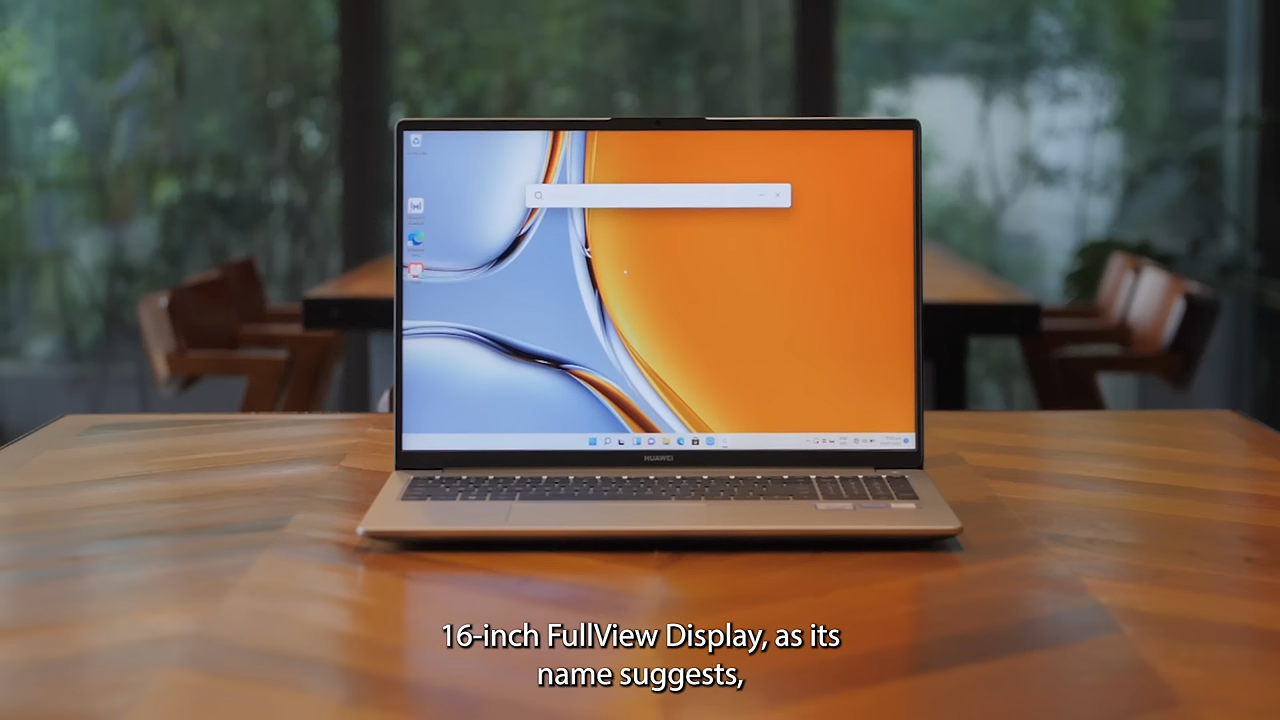 HUAWEI
16-inch FullView Display, as its
name suggests,